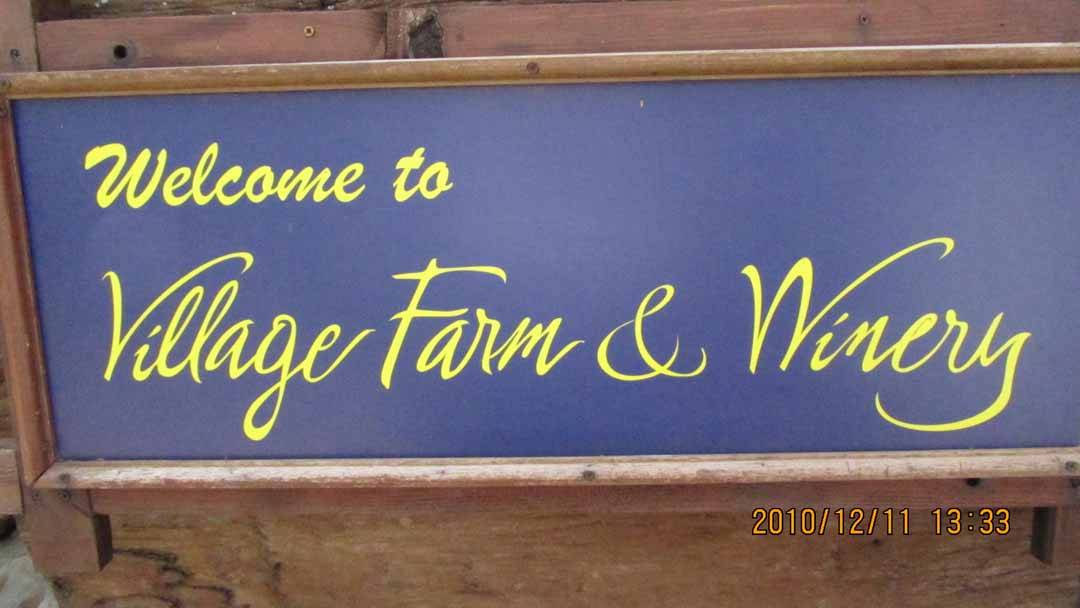 Welcome to
Village Farm & Winery
2010/12/11 13:33